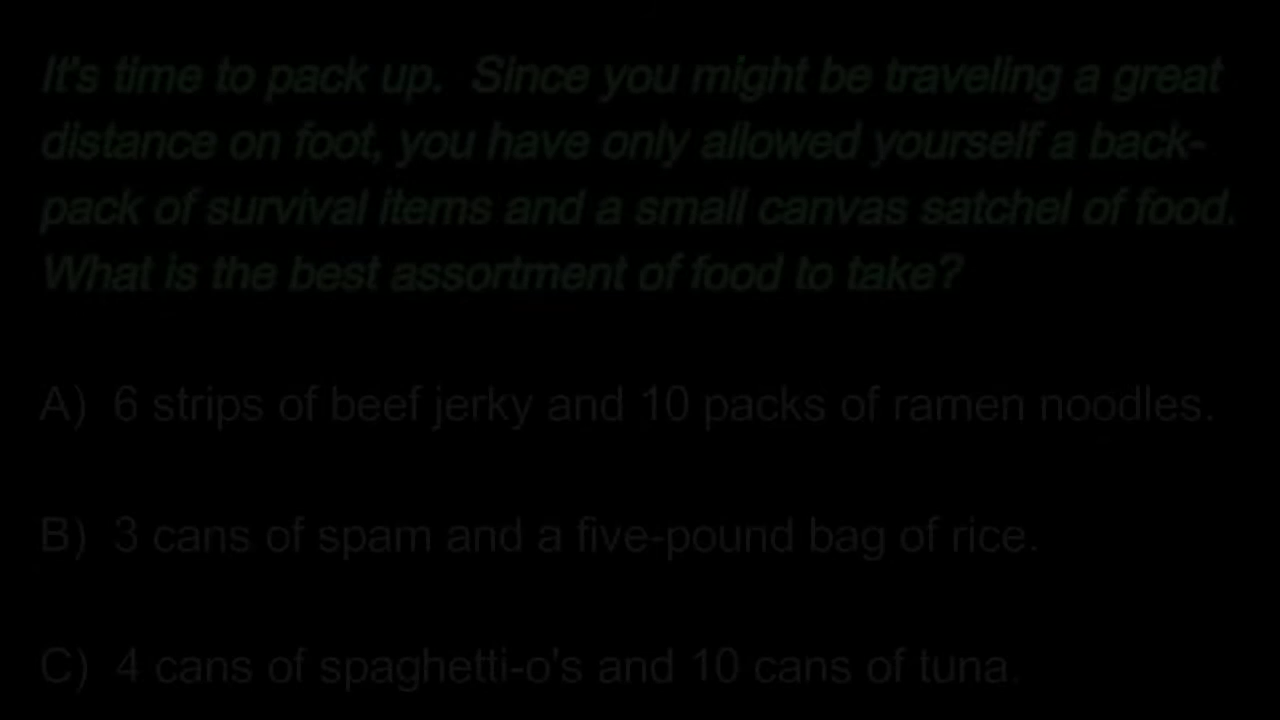 It's time to pack up.  Since you might be traveling a great
distance on foot, you have only allowed yourself a back-
pack of survival items and a small canvas satchel of food.
What is the best assortment of food to take?
A)  6 strips of beef jerky and 10 packs of ramen noodles.
B)  3 cans of spam and a five-pound bag of rice.
C)  4 cans of spaghetti-o's and 10 cans of tuna.